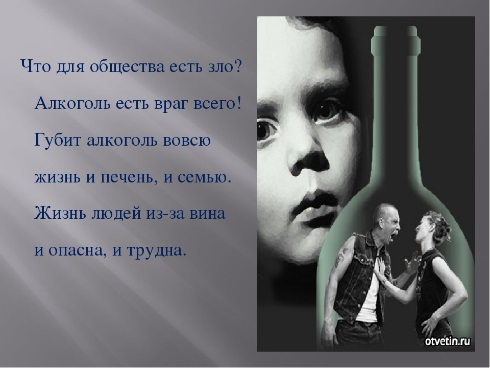 Что для общества есть зло?
Алкоголь есть враг всего!
Губит алкоголь вовсю
жизнь и печень, и семью.
Жизнь людей из-за вина
и опасна, и трудна.
otvetin.ru